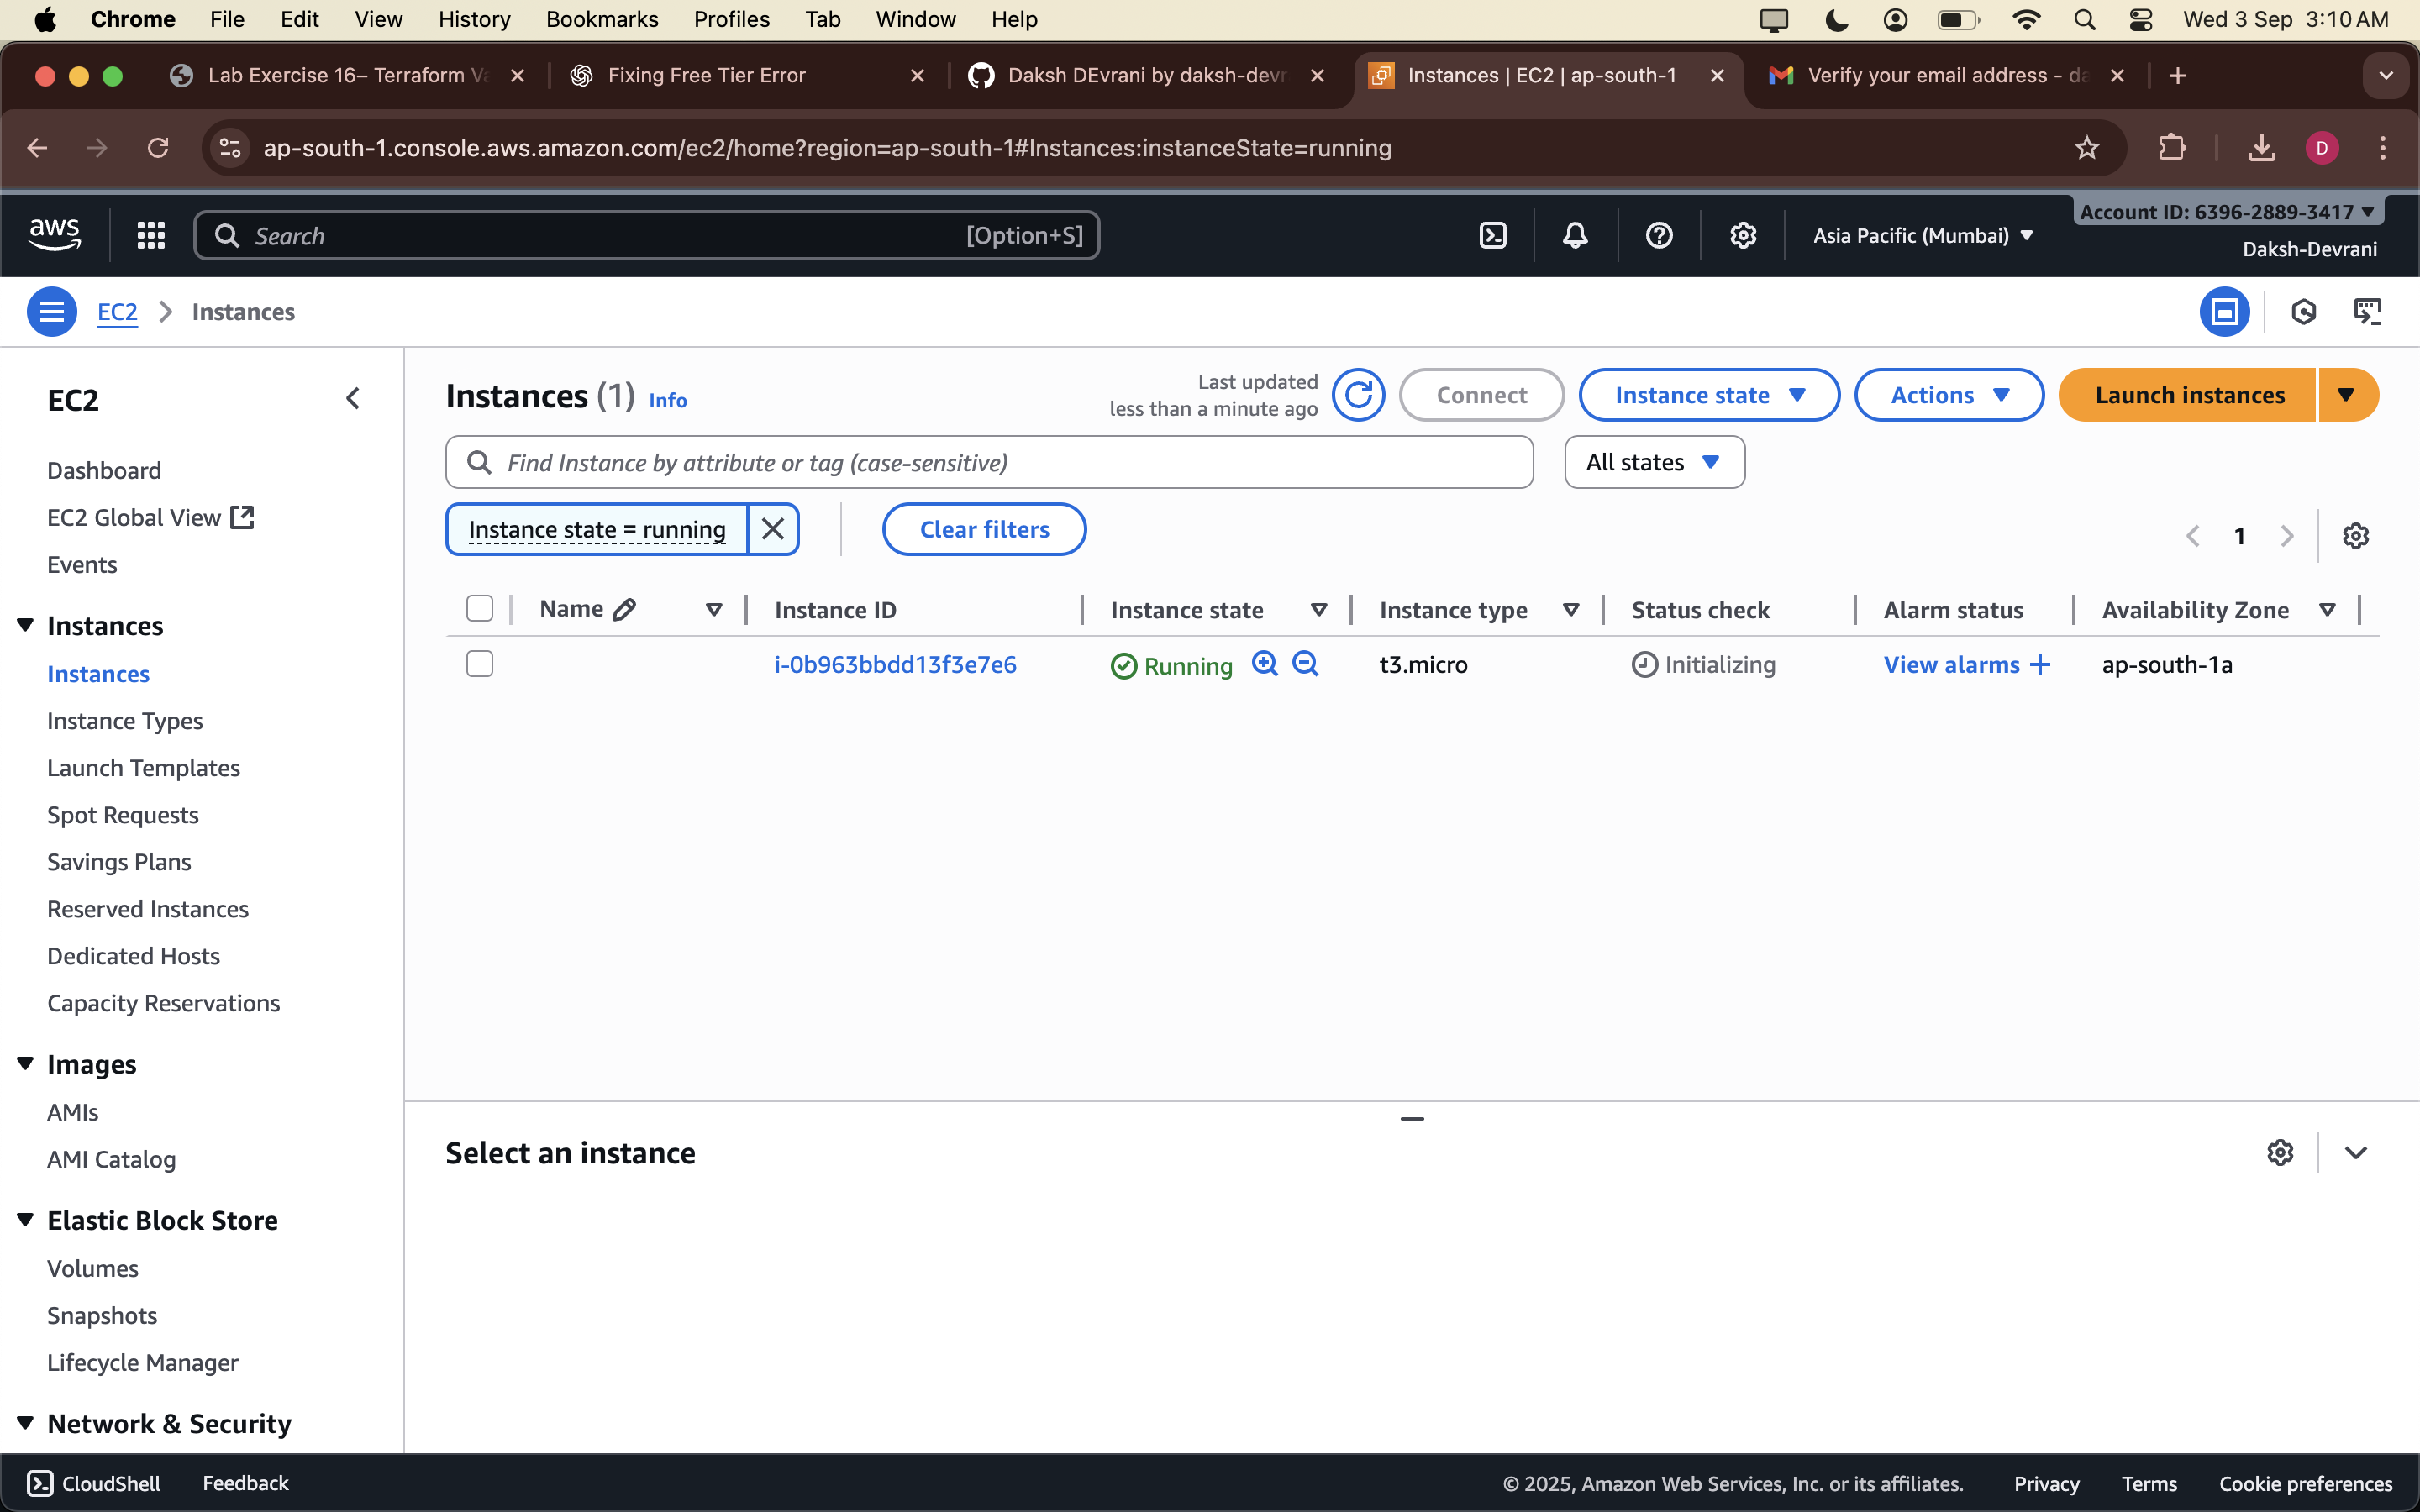 Chrome File Edit View History Bookmarks Profiles Tab Window Help Wed 3 Sep 3:10 AM
Lab Exercise 16– Terraform Va Fixing Free Tier Error Daksh DEvrani by daksh-devr Instances | EC2 | ap-south-1 Verify your email address - da
ap-south-1.console.aws.amazon.com/ec2/home?region=ap-south-1#Instances:instanceState=running D
aws Search [Option+S] Asia Pacific (Mumbai) Account ID: 6396-2889-3417
Daksh-Devrani
EC2 Instances
EC2
Dashboard
EC2 Global View
Events
Instances
Instances
Instance Types
Launch Templates
Spot Requests
Savings Plans
Reserved Instances
Dedicated Hosts
Capacity Reservations
Images
AMIs
AMI Catalog
Elastic Block Store
Volumes
Snapshots
Lifecycle Manager
Network & Security
Instances (1) Info
Last updated
less than a minute ago
Connect Instance state Actions Launch instances
Find Instance by attribute or tag (case-sensitive) All states
Instance state = running Clear filters 1
Name Instance ID Instance state Instance type Status check Alarm status Availability Zone
i-0b963bbdd13f3e7e6 Running t3.micro Initializing View alarms + ap-south-1a
Select an instance
CloudShell Feedback © 2025, Amazon Web Services, Inc. or its affiliates. Privacy Terms Cookie preferences